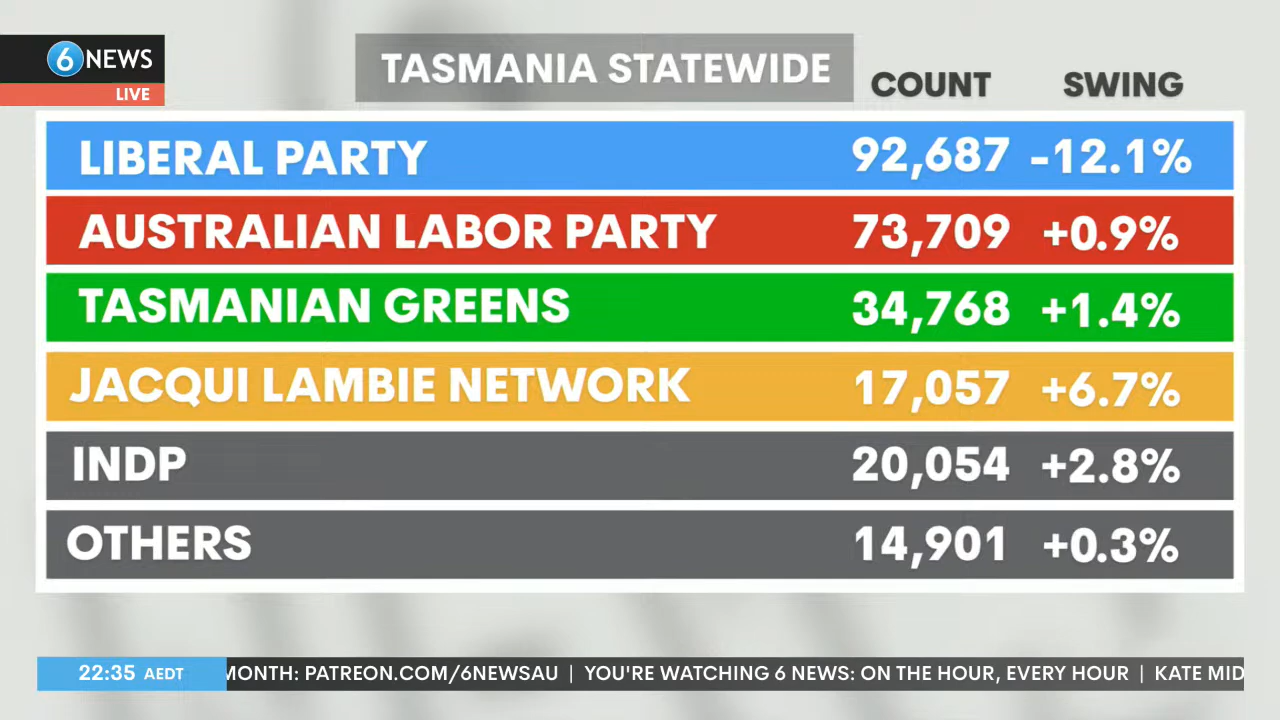 6 NEWS
LIVE
TASMANIA STATEWIDE
COUNT SWING
LIBERAL PARTY 92,687 -12.1%
AUSTRALIAN LABOR PARTY 73,709 +0.9%
TASMANIAN GREENS 34,768 +1.4%
JACQUI LAMBIE NETWORK 17,057 +6.7%
INDP 20,054 +2.8%
OTHERS 14,901 +0.3%
22:35 AEDT MONTH: PATREON.COM/6NEWSAU | YOU'RE WATCHING 6 NEWS: ON THE HOUR, EVERY HOUR | KATE MID